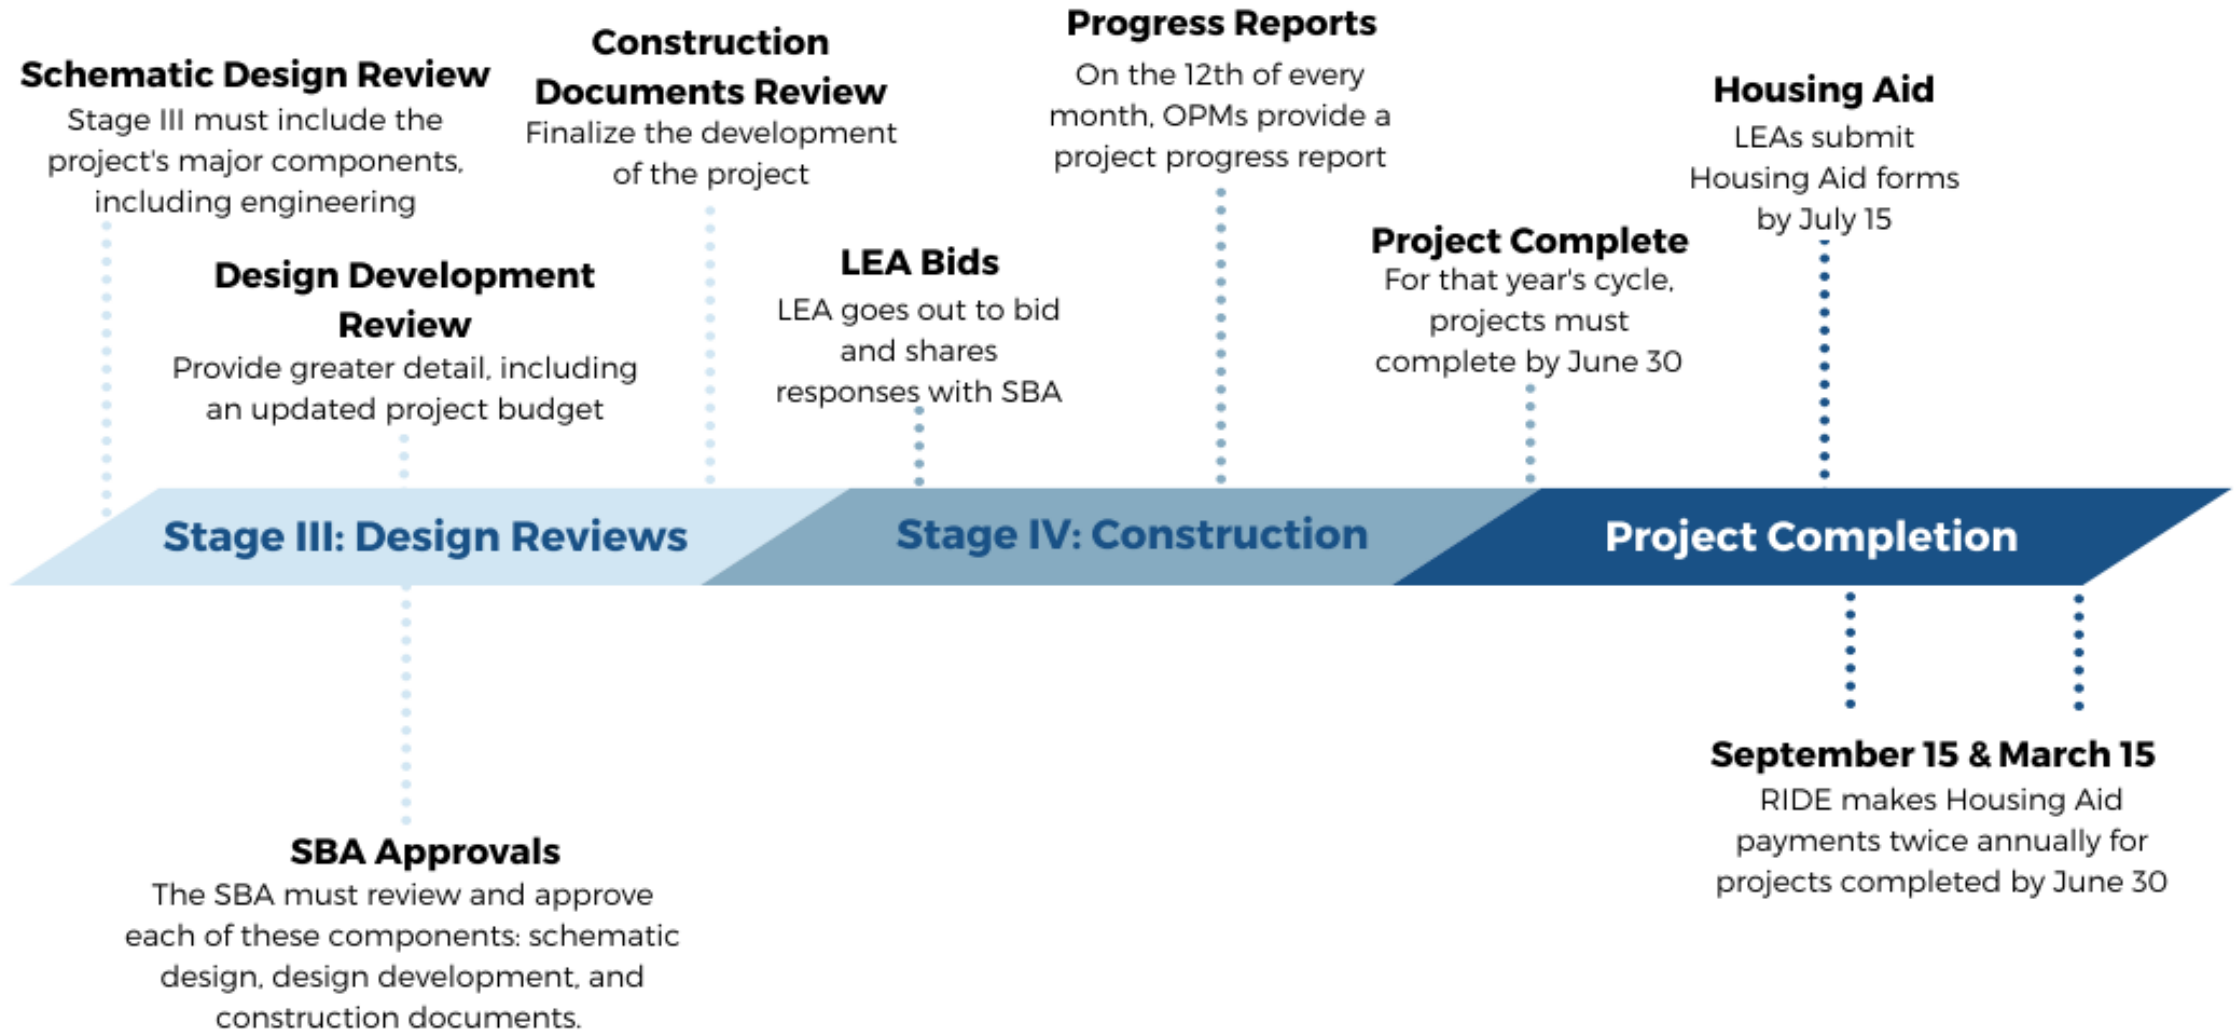 Schematic Design Review
Stage III must include the
project's major components,
including engineering
Design Development
Review
Provide greater detail, including
an updated project budget
Construction
Documents Review
Finalize the development
of the project
LEA Bids
LEA goes out to bid
and shares
responses with SBA
Progress Reports
On the 12th of every
month, OPMs provide a
project progress report
Project Complete
For that year's cycle,
projects must
complete by June 30
Housing Aid
LEAs submit
Housing Aid forms
by July 15
Stage III: Design Reviews
Stage IV: Construction
Project Completion
SBA Approvals
The SBA must review and approve
each of these components: schematic
design, design development, and
construction documents.
September 15 & March 15
RIDE makes Housing Aid
payments twice annually for
projects completed by June 30